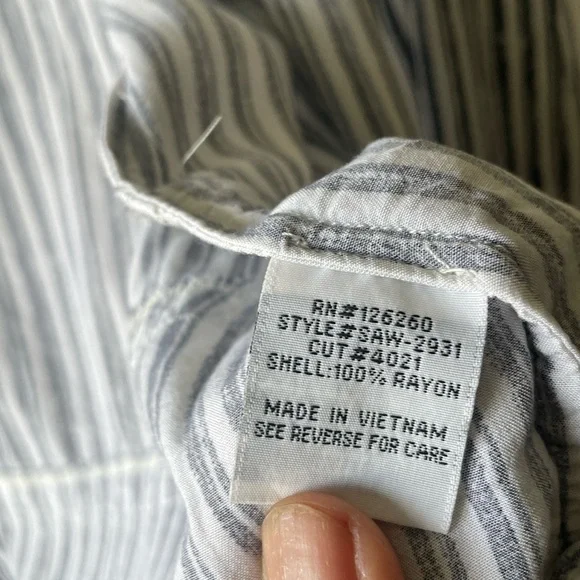 RN#126260
STYLE#SAW-2931
CUT#4021
SHELL:100% RAYON
MADE IN VIETNAM
SEE REVERSE FOR CARE